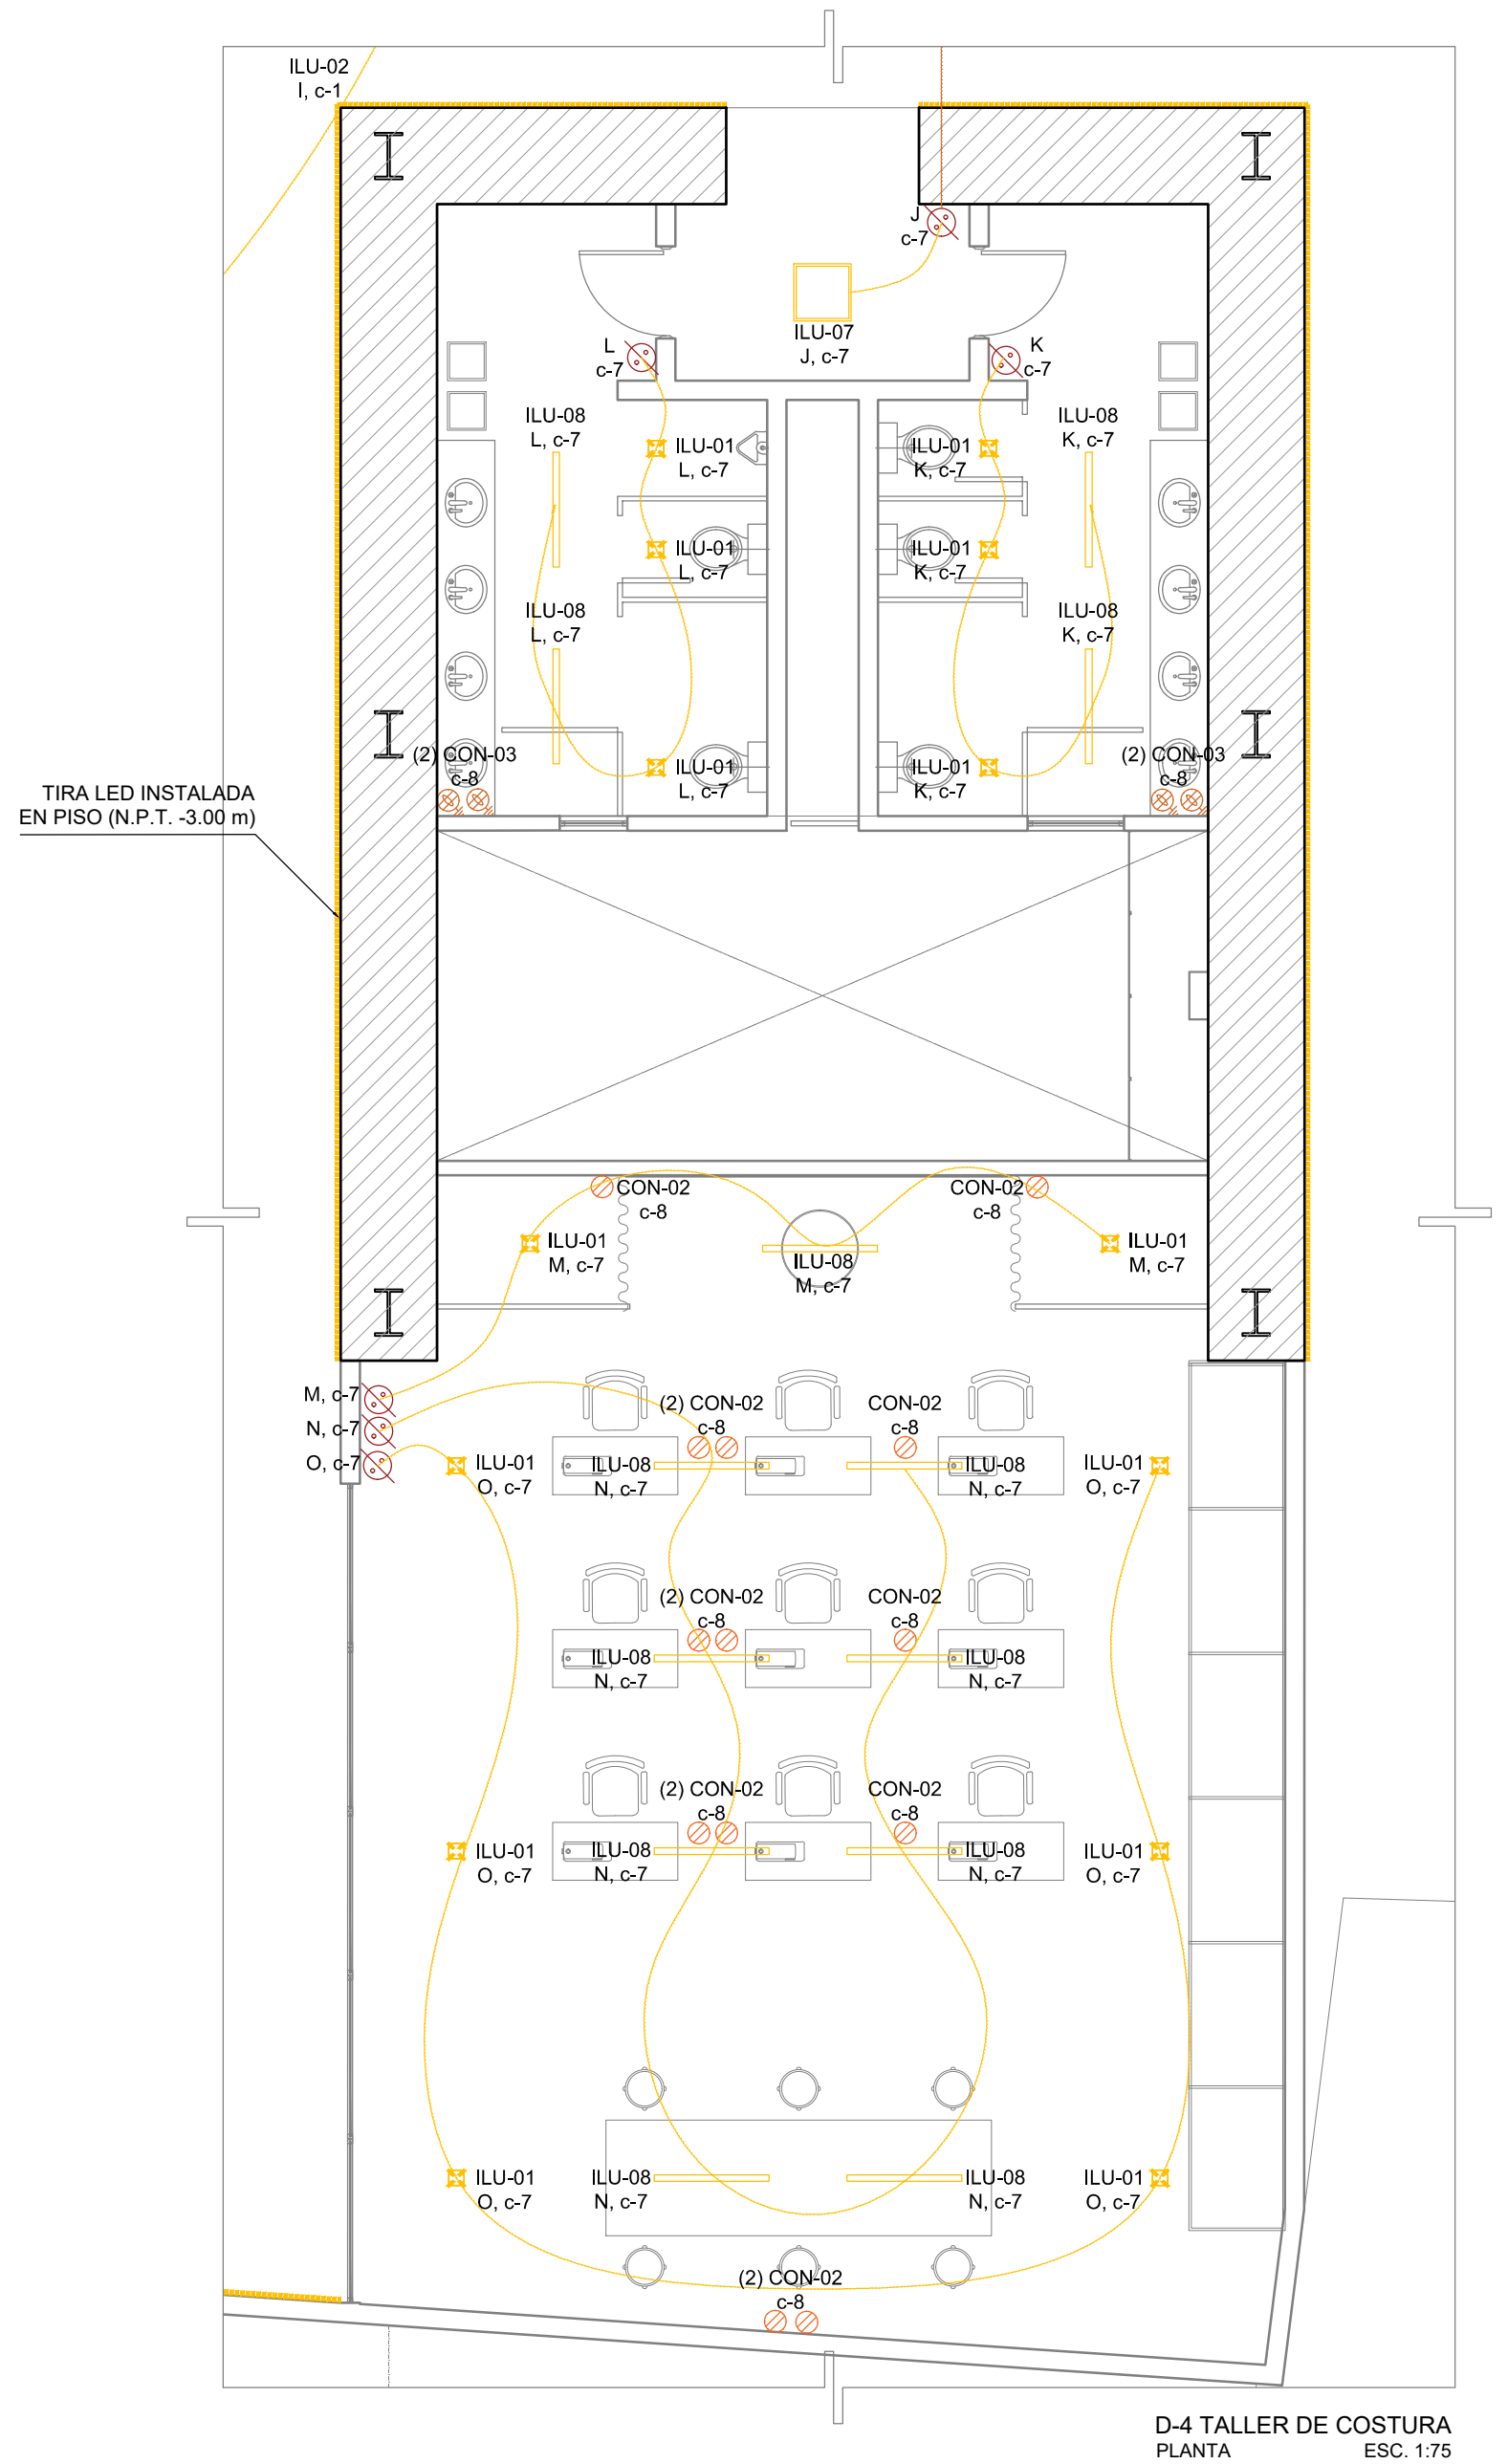 ILU-02
I, c-1
J
c-7
ILU-07
J, c-7
L
c-7
K
c-7
ILU-08
L, c-7
ILU-01
L, c-7
ILU-01
K, c-7
ILU-08
K, c-7
ILU-01
L, c-7
ILU-01
K, c-7
ILU-08
L, c-7
ILU-08
K, c-7
(2) CON-03
c-8
ILU-01
L, c-7
ILU-01
K, c-7
(2) CON-03
c-8
TIRA LED INSTALADA
EN PISO (N.P.T. -3.00 m)
CON-02
c-8
CON-02
c-8
ILU-01
M, c-7
ILU-08
M, c-7
ILU-01
M, c-7
M, c-7
N, c-7
O, c-7
(2) CON-02
c-8
CON-02
c-8
ILU-01
O, c-7
ILU-08
N, c-7
ILU-08
N, c-7
ILU-01
O, c-7
(2) CON-02
c-8
CON-02
c-8
ILU-08
N, c-7
ILU-08
N, c-7
(2) CON-02
c-8
CON-02
c-8
ILU-01
O, c-7
ILU-08
N, c-7
ILU-08
N, c-7
ILU-01
O, c-7
ILU-01
O, c-7
ILU-08
N, c-7
ILU-08
N, c-7
ILU-01
O, c-7
(2) CON-02
c-8
D-4 TALLER DE COSTURA
PLANTA ESC. 1:75